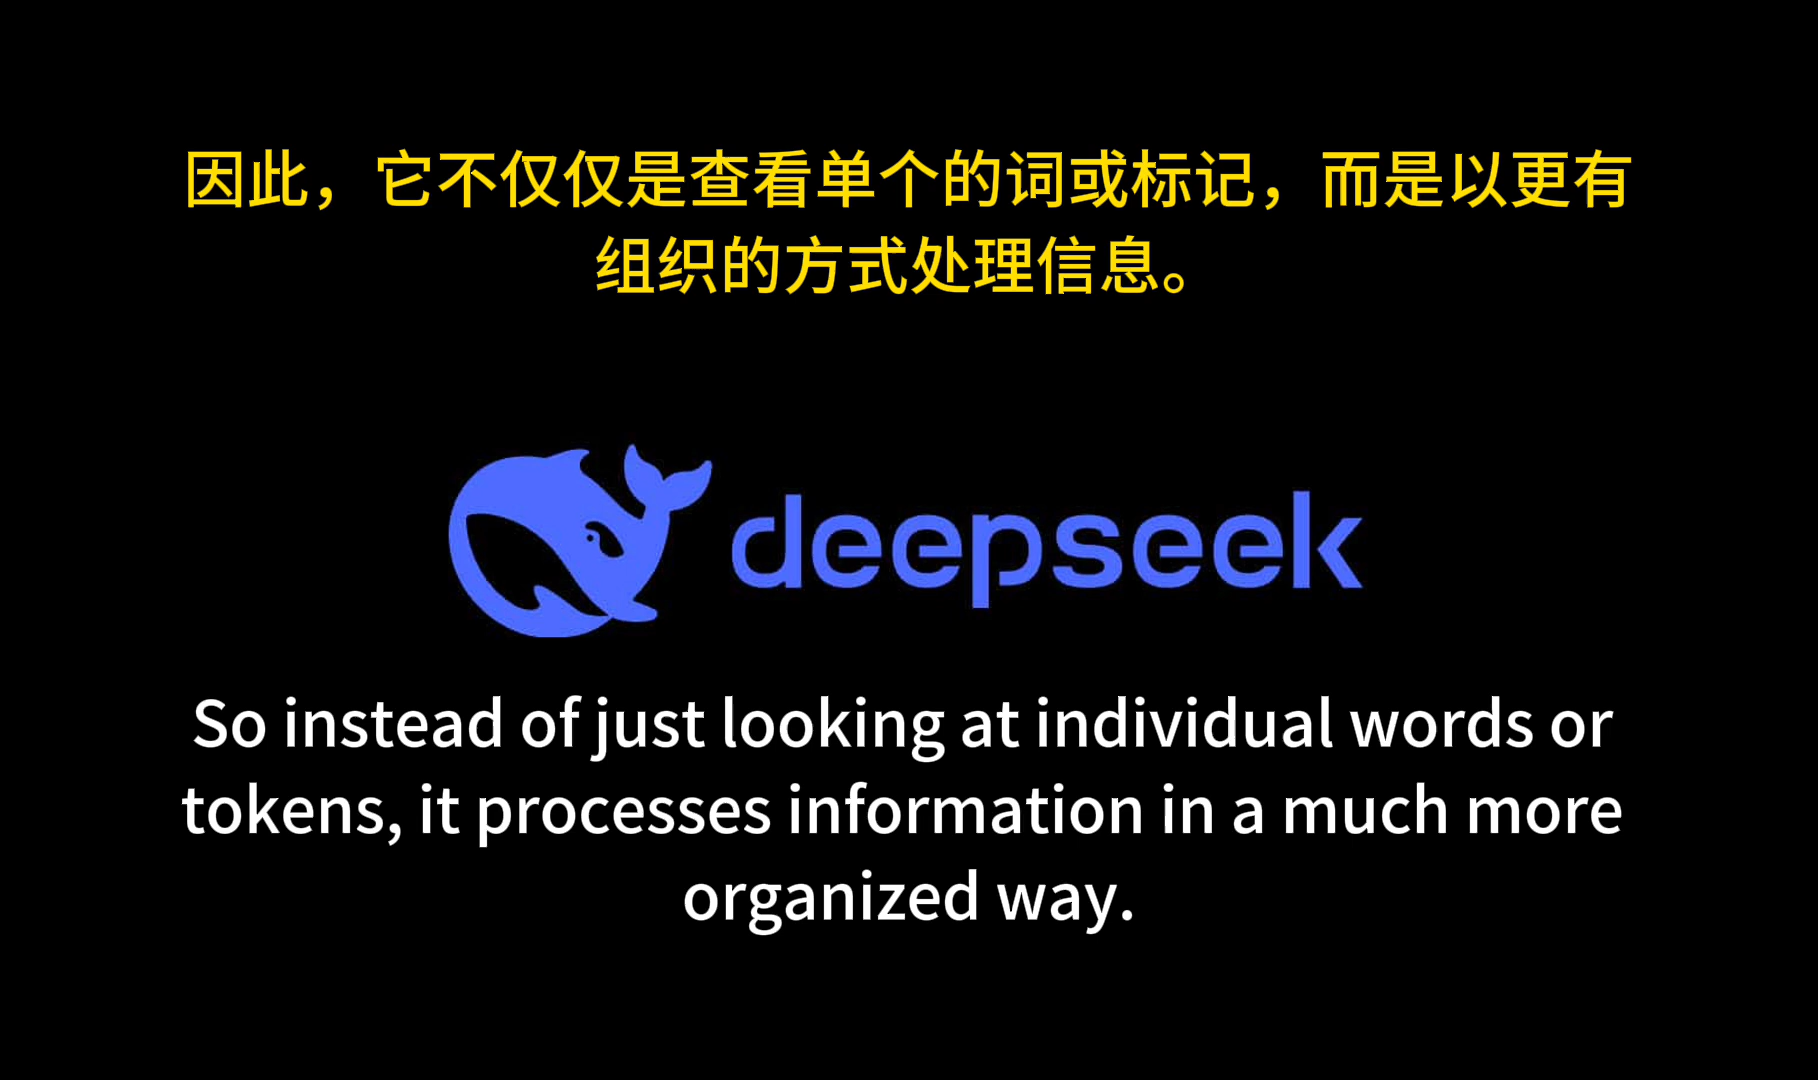 因此，它不仅仅是查看单个的词或标记，而是以更有
组织的方式处理信息。
deepseek
So instead of just looking at individual words or
tokens, it processes information in a much more
organized way.